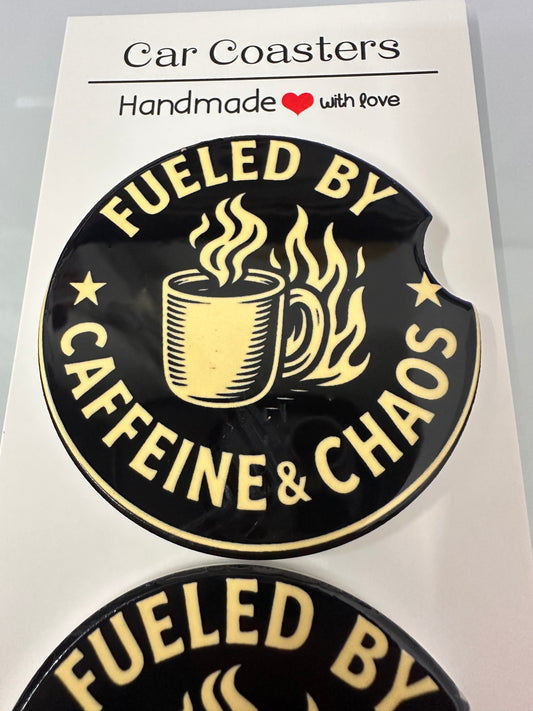 Car Coasters
Handmade with love
FUELED BY
CAFFEINE & CHAOS
FUELED BY